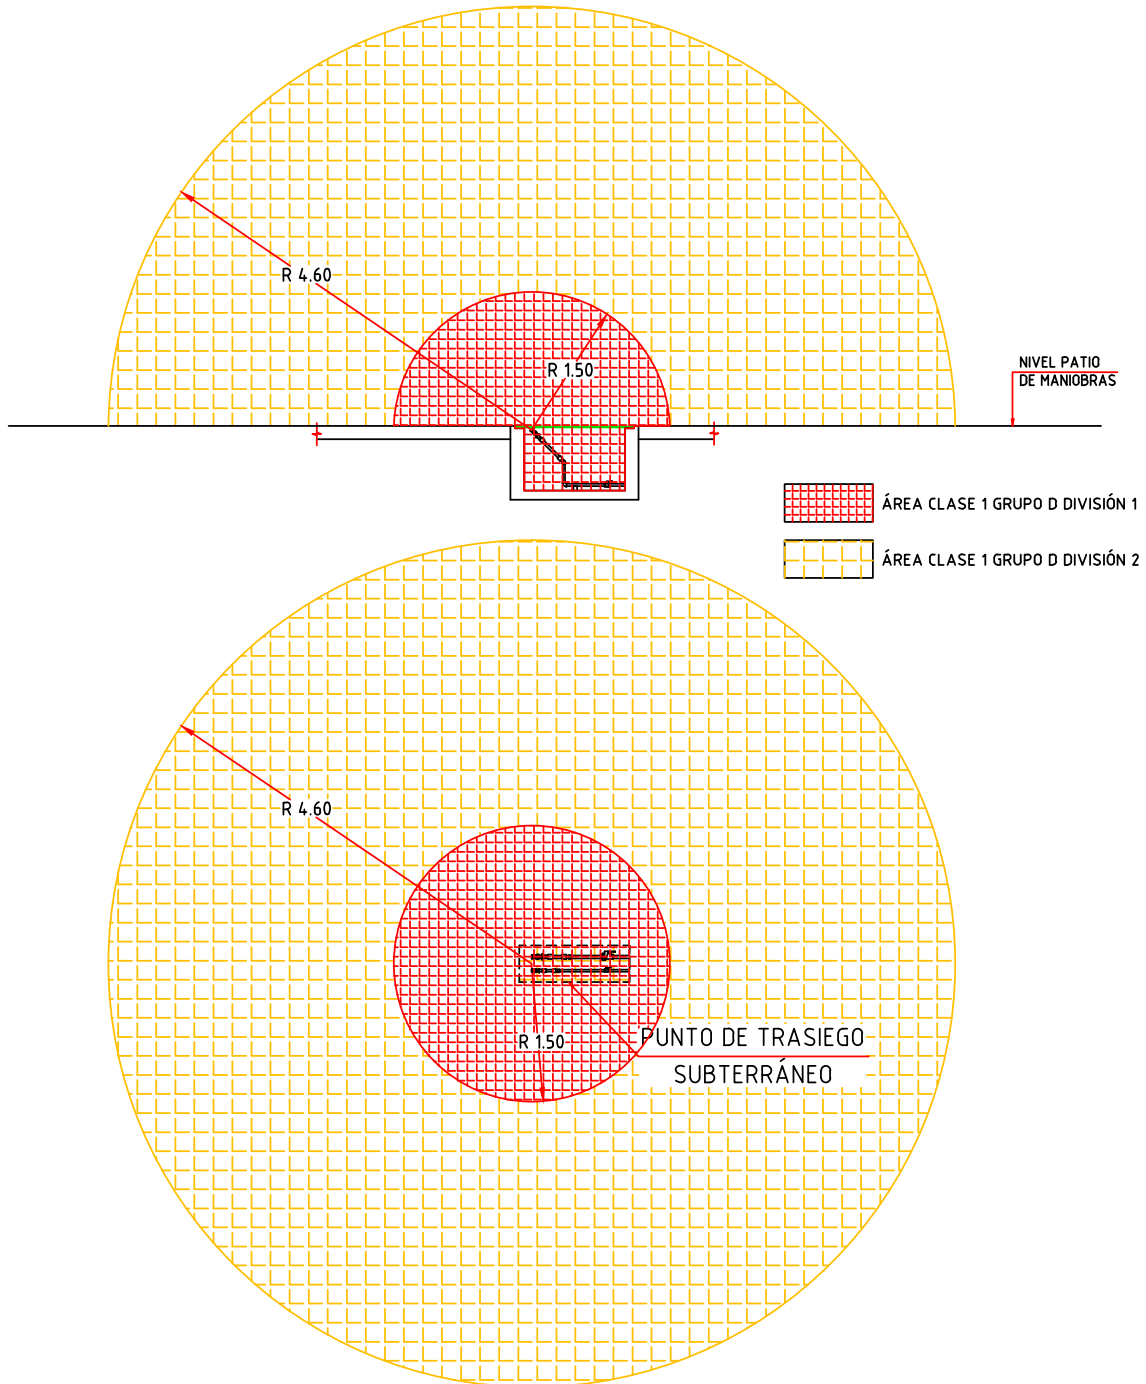 R 4.60
R 1.50
NIVEL PATIO
DE MANIOBRAS
ÁREA CLASE 1 GRUPO D DIVISIÓN 1
ÁREA CLASE 1 GRUPO D DIVISIÓN 2
R 4.60
R 1.50
PUNTO DE TRASIEGO
SUBTERRÁNEO